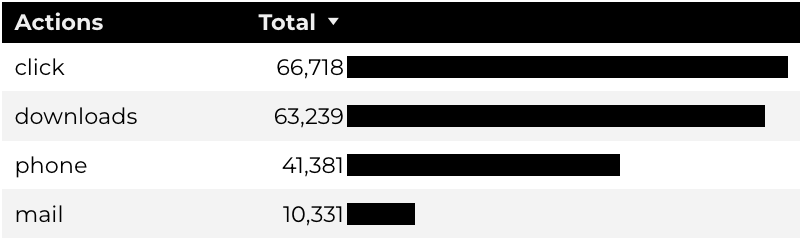 Actions Total ▼
click 66,718
downloads 63,239
phone 41,381
mail 10,331